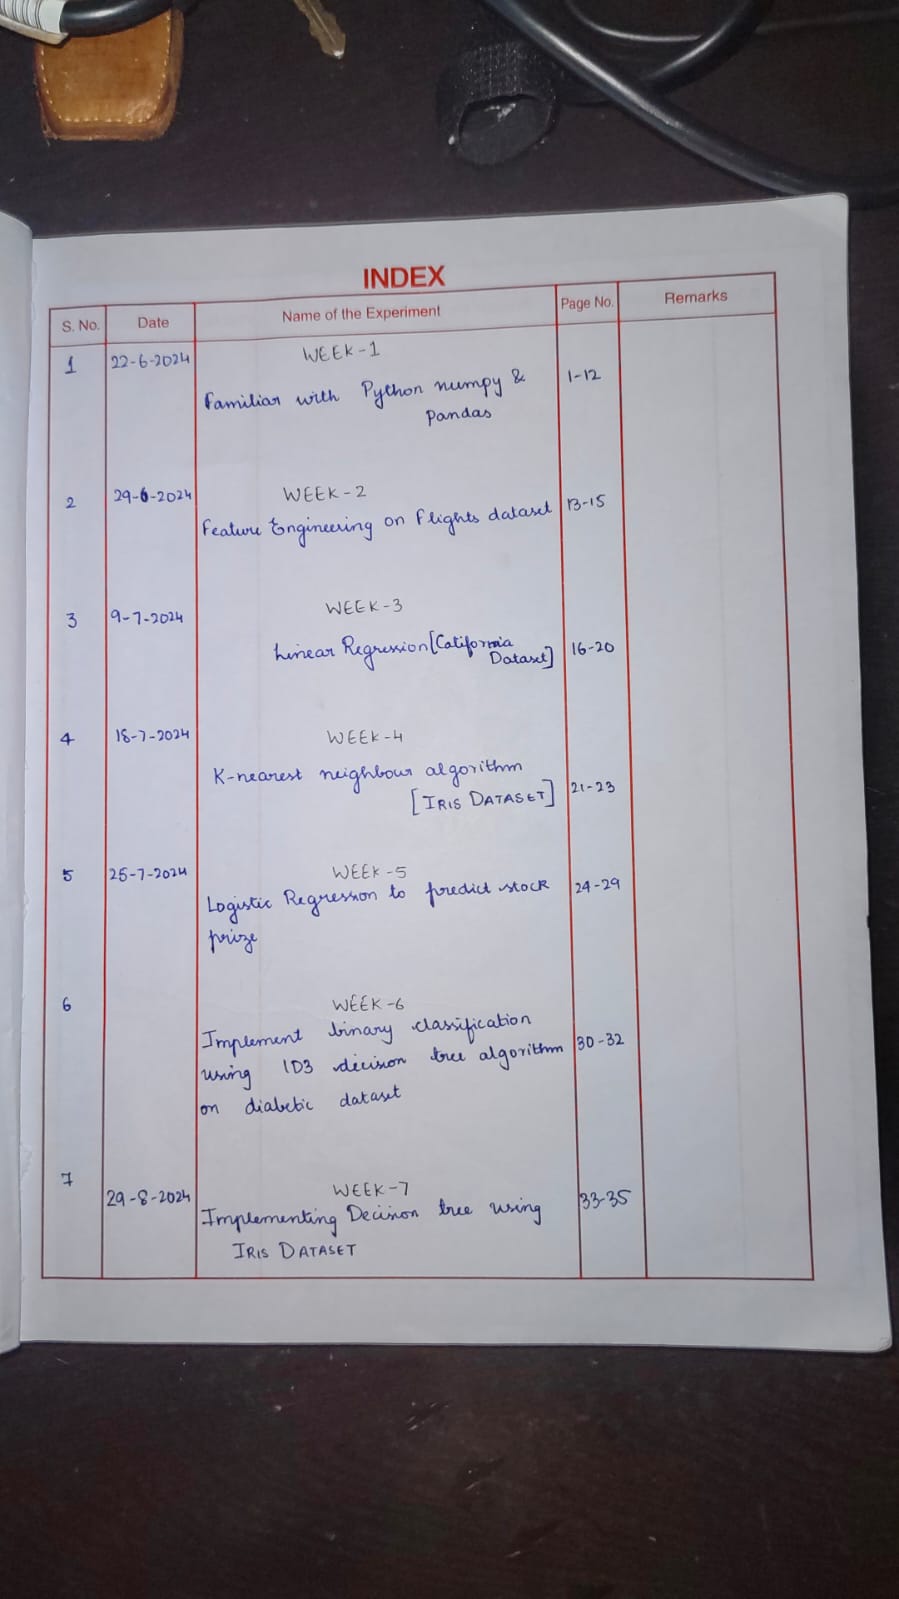 INDEX
S. No. Date Name of the Experiment Page No. Remarks
1 22-6-2024 WEEK-1
Familiar with Python numpy & 1-12
Pandas
2 29-6-2024 WEEK-2
Feature Engineering on Flights dataset 13-15
3 9-7-2024 WEEK-3
Linear Regression [California 16-20
Dataset]
4 18-7-2024 WEEK-4
K-nearest neighbour algorithm
[IRIS DATASET] 21-23
5 25-7-2024 WEEK-5
Logistic Regression to predict stock 24-29
prize
6 WEEK-6
Implement binary classification
using ID3 decision tree algorithm 30-32
on diabetic dataset
7 WEEK-7
29-8-2024 Implementing Decision tree using 33-35
IRIS DATASET